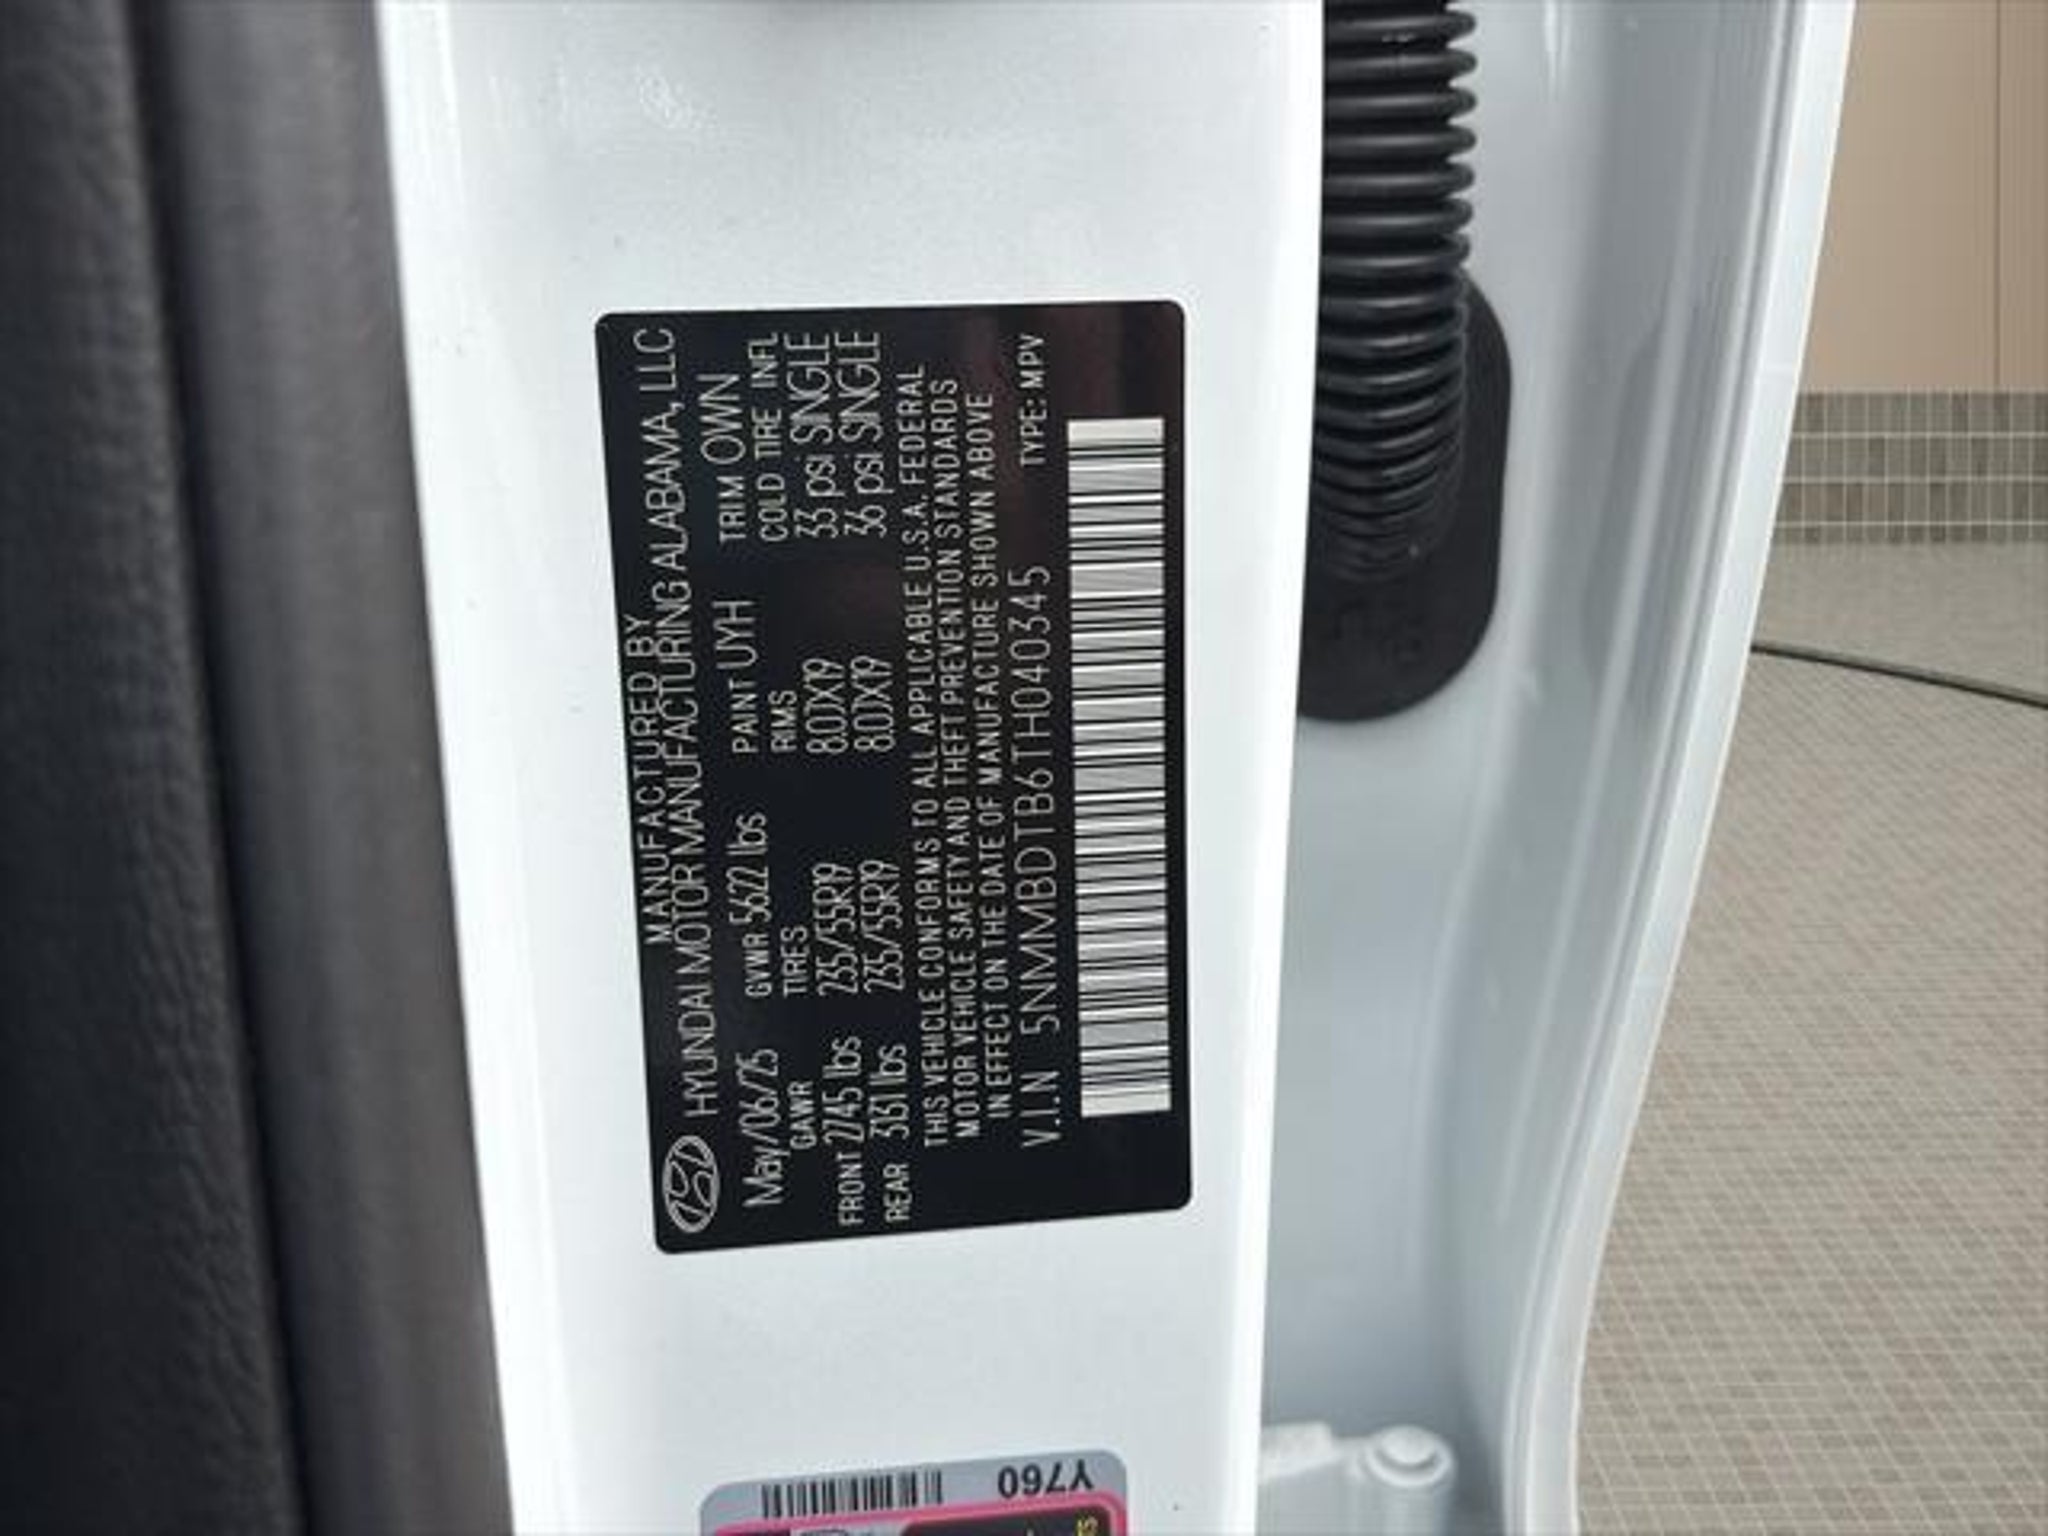 MANUFACTURED BY
HYUNDAI MOTOR MANUFACTURING ALABAMA, LLC
May/06/25 GVWR 5622 lbs PAINT UYH TRIM OWN
GAWR TIRES RIMS COLD TIRE INFL
FRONT 2745 lbs 235/55R19 8.0JX19 33 psi SINGLE
REAR 3131 lbs 235/55R19 8.0JX19 36 psi SINGLE
THIS VEHICLE CONFORMS TO ALL APPLICABLE U.S.A. FEDERAL
MOTOR VEHICLE SAFETY AND THEFT PREVENTION STANDARDS
IN EFFECT ON THE DATE OF MANUFACTURE SHOWN ABOVE
V.I.N 5NMMBDTB6TH040345 TYPE: MPV
Y760